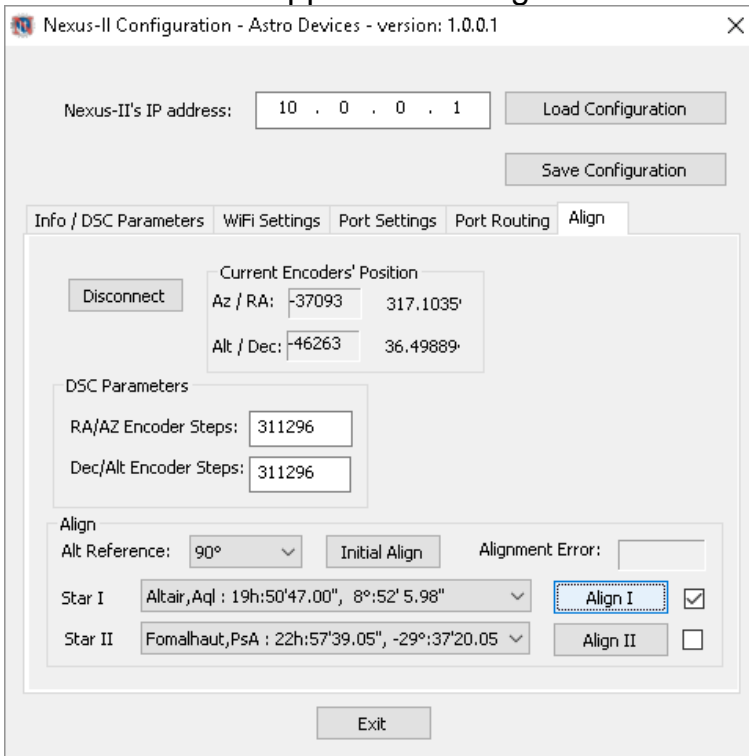 Nexus-II Configuration - Astro Devices - version: 1.0.0.1
Nexus-II's IP address: 10 . 0 . 0 . 1 Load Configuration
Save Configuration
Info / DSC Parameters WiFi Settings Port Settings Port Routing Align
Current Encoders' Position
Disconnect Az / RA: -37093 317.1035
Alt / Dec: -46263 36.49889
DSC Parameters
RA/AZ Encoder Steps: 311296
Dec/Alt Encoder Steps: 311296
Align
Alt Reference: 90° Initial Align Alignment Error:
Star I Altair,Aql : 19h:50'47.00", 8°:52' 5.98" Align I
Star II Fomalhaut,PsA : 22h:57'39.05", -29°:37'20.05 Align II
Exit